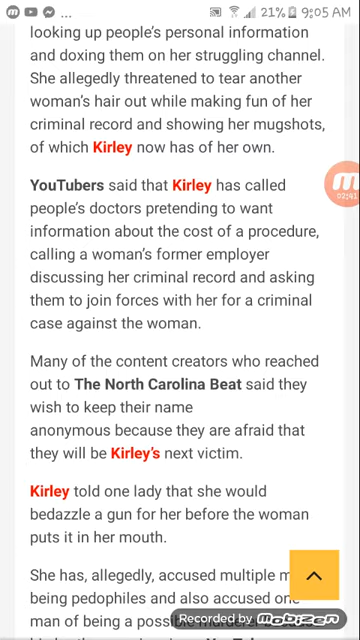 21% 9:05 AM
looking up people's personal information
and doxing them on her struggling channel.
She allegedly threatened to tear another
woman's hair out while making fun of her
criminal record and showing her mugshots,
of which Kirley now has of her own.
02:41
YouTubers said that Kirley has called
people's doctors pretending to want
information about the cost of a procedure,
calling a woman's former employer
discussing her criminal record and asking
them to join forces with her for a criminal
case against the woman.
Many of the content creators who reached
out to The North Carolina Beat said they
wish to keep their name
anonymous because they are afraid that
they will be Kirley's next victim.
Kirley told one lady that she would
bedazzle a gun for her before the woman
puts it in her mouth.
She has, allegedly, accused multiple m
being pedophiles and also accused one
man of being a possible
Recorded by Mobizen